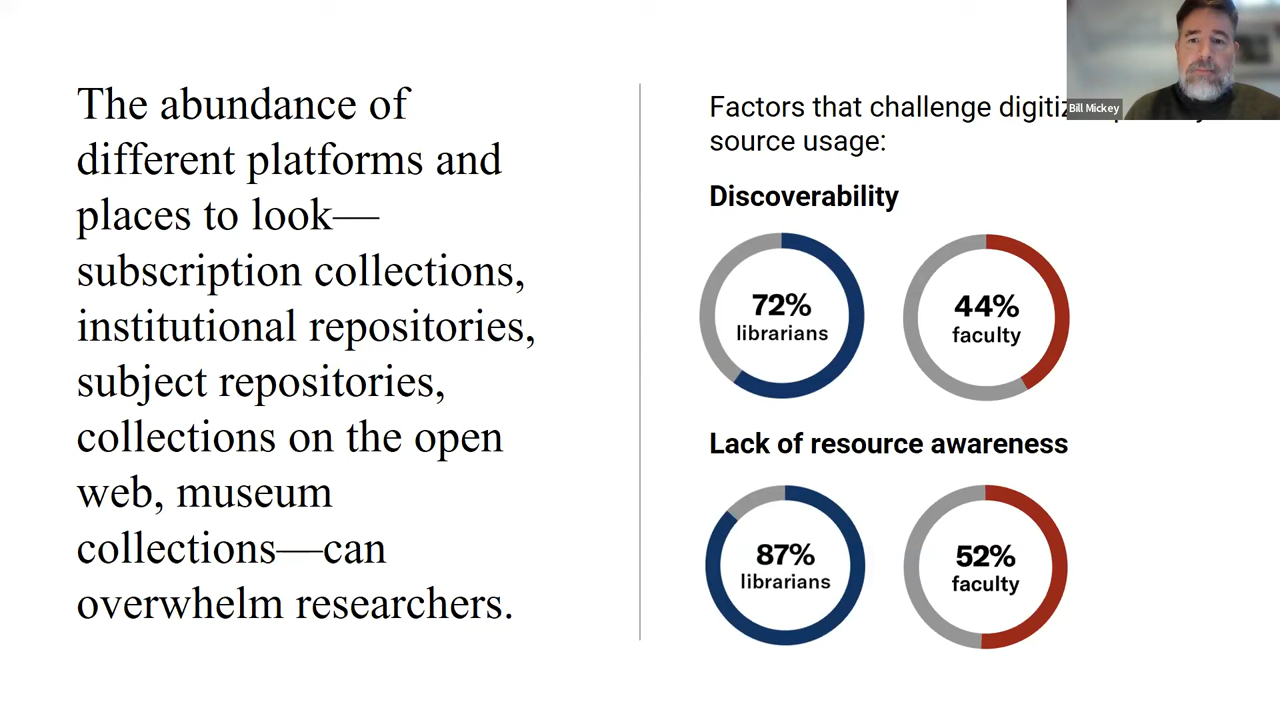 The abundance of
different platforms and
places to look—
subscription collections,
institutional repositories,
subject repositories,
collections on the open
web, museum
collections—can
overwhelm researchers.
Bill Mickey
Factors that challenge
source usage:
Discoverability
72%
librarians
44%
faculty
Lack of resource awareness
87%
librarians
52%
faculty